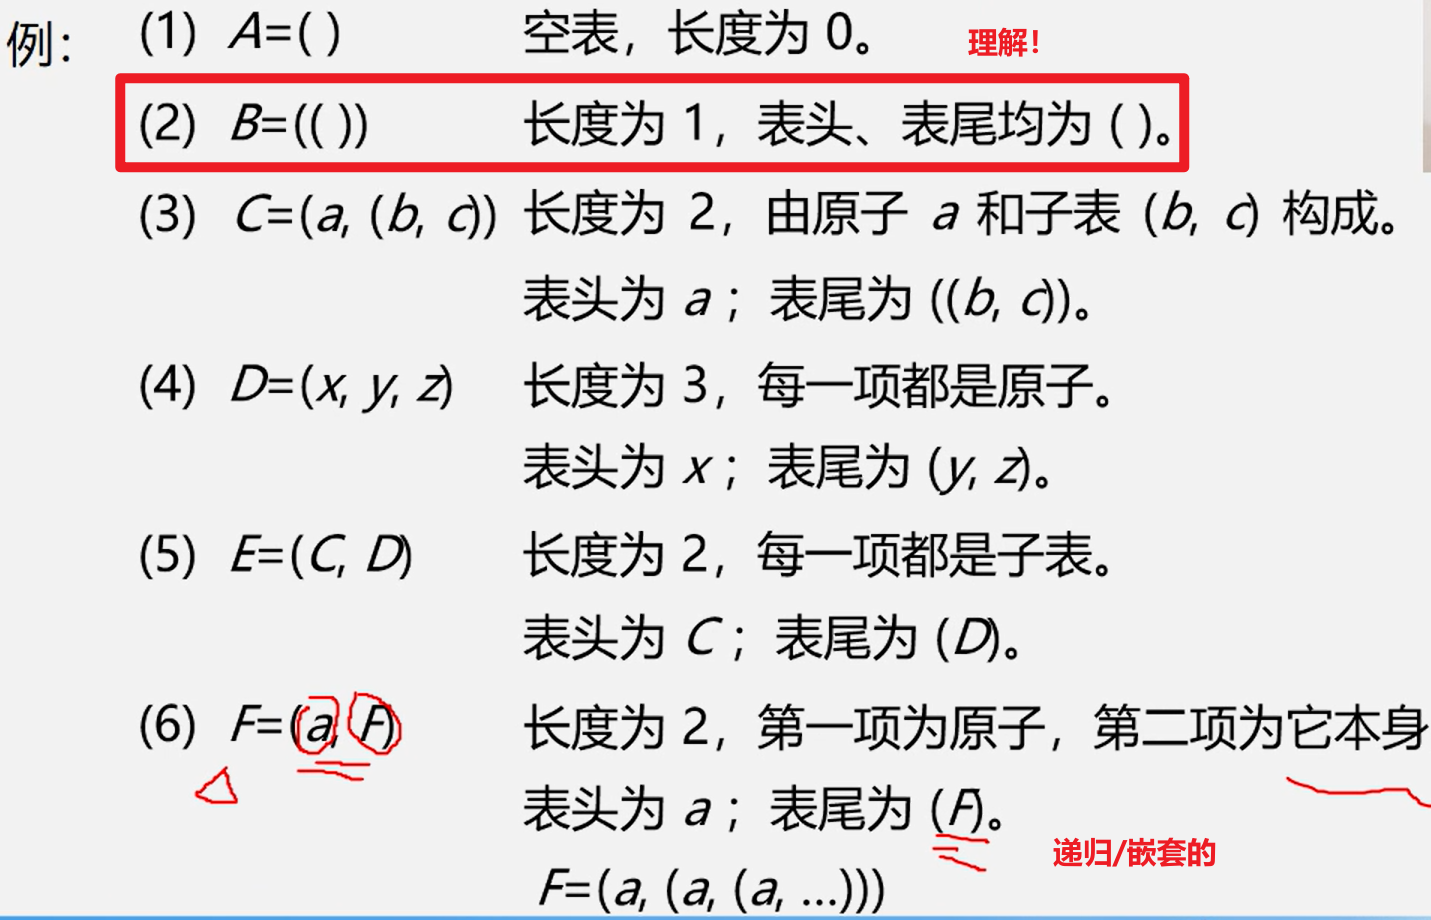 例： (1) A=( ) 空表，长度为 0。 理解！
(2) B=(( )) 长度为 1，表头、表尾均为 ( )。
(3) C=(a, (b, c)) 长度为 2，由原子 a 和子表 (b, c) 构成。
表头为 a ；表尾为 ((b, c))。
(4) D=(x, y, z) 长度为 3，每一项都是原子。
表头为 x ；表尾为 (y, z)。
(5) E=(C, D) 长度为 2，每一项都是子表。
表头为 C ；表尾为 (D)。
(6) F=(a, F) 长度为 2，第一项为原子，第二项为它本身
表头为 a ；表尾为 (F)。
递归/嵌套的
F=(a, (a, (a, …)))